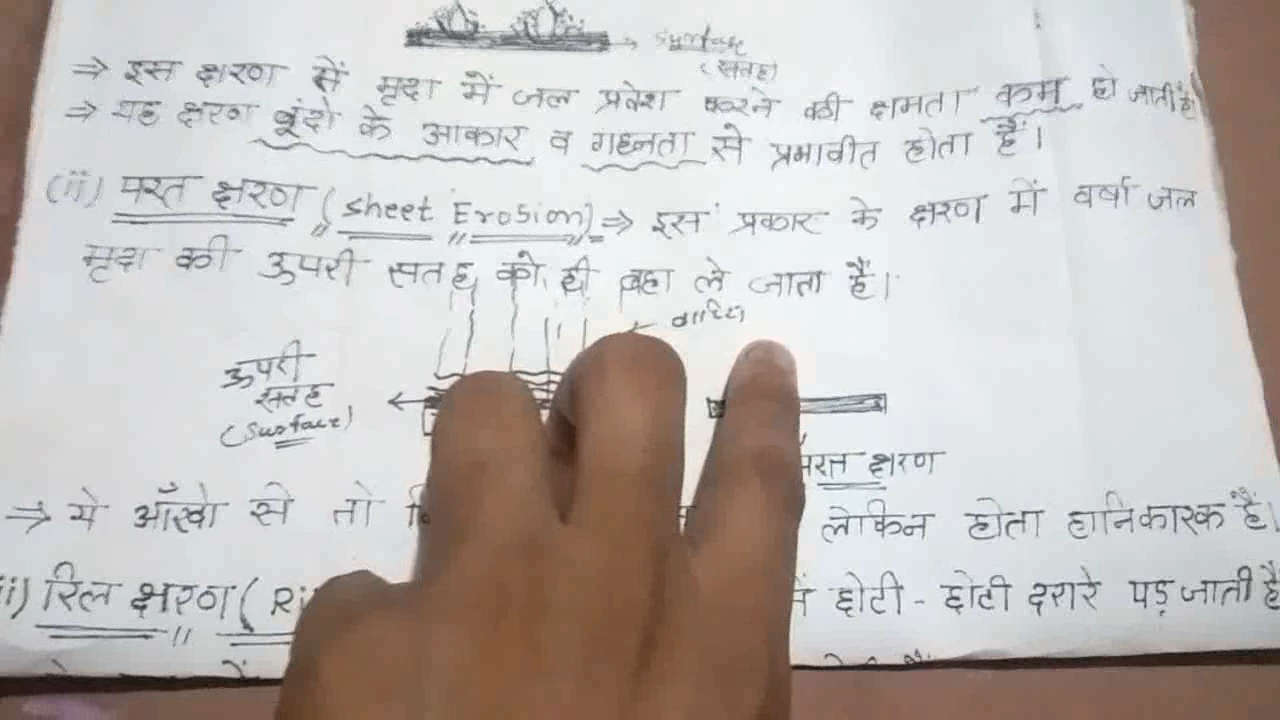 Surface
(सतह)
⇒ इस क्षरण में मृदा में जल प्रवेश करने की क्षमता कम हो जाती है
⇒ यह क्षरण बूंदो के आकार व गहनता से प्रभावीत होता है।
(ii) परत क्षरण (Sheet Erosion) ⇒ इस प्रकार के क्षरण में वर्षा जल
मृदा की ऊपरी सतह को ही बहा ले जाता है।
ऊपरी
सतह
(Surface)
परत क्षरण
⇒ ये आँखो से तो लेकिन होता हानिकारक हैं।
ii) रिल क्षरण ( में छोटी - छोटी दरारे पड़ जाती है